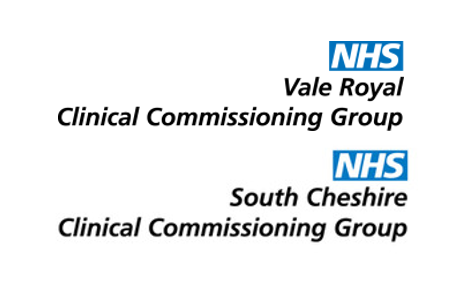 NHS
Vale Royal
Clinical Commissioning Group
NHS
South Cheshire
Clinical Commissioning Group